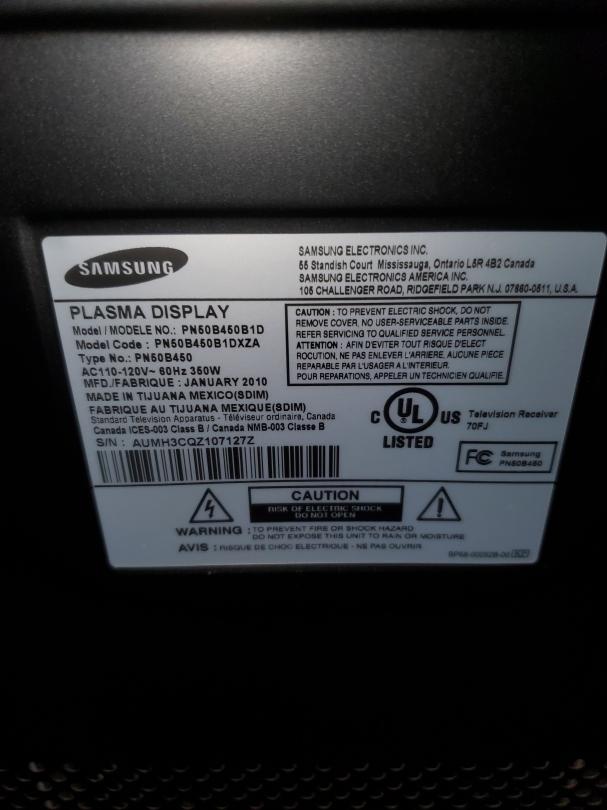 SAMSUNG
SAMSUNG ELECTRONICS INC.
55 Standish Court Mississauga, Ontario L5R 4B2 Canada
SAMSUNG ELECTRONICS AMERICA INC.
105 CHALLENGER ROAD, RIDGEFIELD PARK N.J. 07660-0511, U.S.A.
PLASMA DISPLAY
Model / MODELE NO.: PN50B450B1D
Model Code : PN50B450B1DXZA
Type No.: PN50B450
AC110-120V~ 60Hz 350W
MFD./FABRIQUE : JANUARY 2010
MADE IN TIJUANA MEXICO(SDIM)
FABRIQUE AU TIJUANA MEXIQUE(SDIM)
Standard Television Apparatus - Téléviseur ordinaire, Canada
Canada ICES-003 Class B / Canada NMB-003 Classe B
S/N : AUMH3CQZ107127Z
CAUTION : TO PREVENT ELECTRIC SHOCK, DO NOT
REMOVE COVER, NO USER-SERVICEABLE PARTS INSIDE.
REFER SERVICING TO QUALIFIED SERVICE PERSONNEL.
ATTENTION : AFIN D'EVITER TOUT RISQUE D'ELECT
ROCUTION, NE PAS ENLEVER L'ARRIERE, AUCUNE PIECE
REPARABLE PAR L'USAGER A L'INTERIEUR.
POUR REPARATIONS, APPELER UN TECHNICIEN QUALIFIE.
C UL US
LISTED
Television Receiver
70FJ
FC Samsung
PN50B450
CAUTION
RISK OF ELECTRIC SHOCK
DO NOT OPEN
WARNING : TO PREVENT FIRE OR SHOCK HAZARD
DO NOT EXPOSE THIS UNIT TO RAIN OR MOISTURE
AVIS : RISQUE DE CHOC ELECTRIQUE - NE PAS OUVRIR